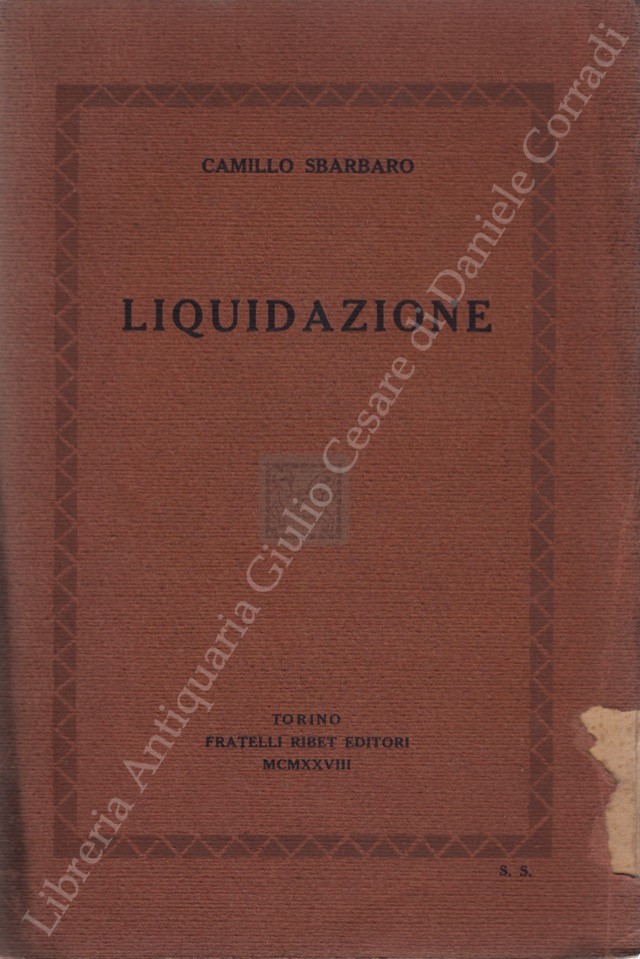 CAMILLO SBARBARO
LIQUIDAZIONE
TORINO
FRATELLI RIBET EDITORI
MCMXXVIII
S. S.
Libreria Antiquaria Giulio Cesare di Daniele Corradi